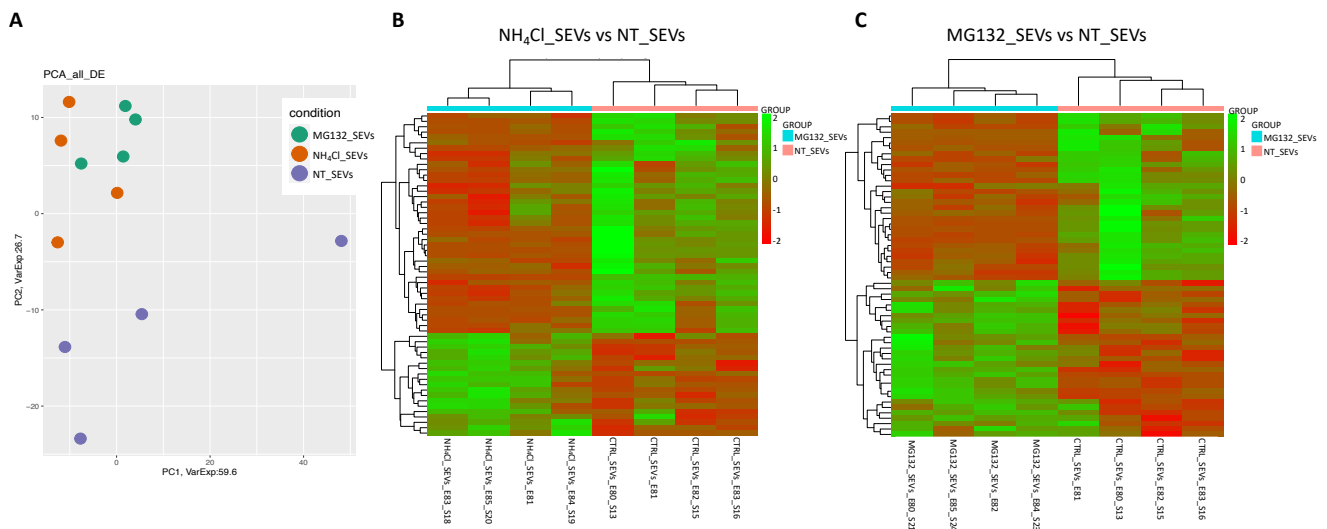 A
PCA_all_DE
10
0
−10
−20
0
20
40
PC1, VarExp:59.6
PC2, VarExp:26.7
condition
MG132_SEVs
NH₄Cl_SEVs
NT_SEVs
B
NH₄Cl_SEVs vs NT_SEVs
GROUP
2
1
0
-1
-2
GROUP
MG132_SEVs
NT_SEVs
NH₄Cl_SEVs_E83_S18
NH₄Cl_SEVs_E85_S20
NH₄Cl_SEVs_E81
NH₄Cl_SEVs_E84_S19
CTRL_SEVs_E80_S13
CTRL_SEVs_E81
CTRL_SEVs_E82_S15
CTRL_SEVs_E83_S16
C
MG132_SEVs vs NT_SEVs
GROUP
2
1
0
-1
-2
GROUP
MG132_SEVs
NT_SEVs
MG132_SEVs_E80_S21
MG132_SEVs_E85_S24
MG132_SEVs_E82
MG132_SEVs_E84_S23
CTRL_SEVs_E81
CTRL_SEVs_E80_S13
CTRL_SEVs_E82_S15
CTRL_SEVs_E83_S16